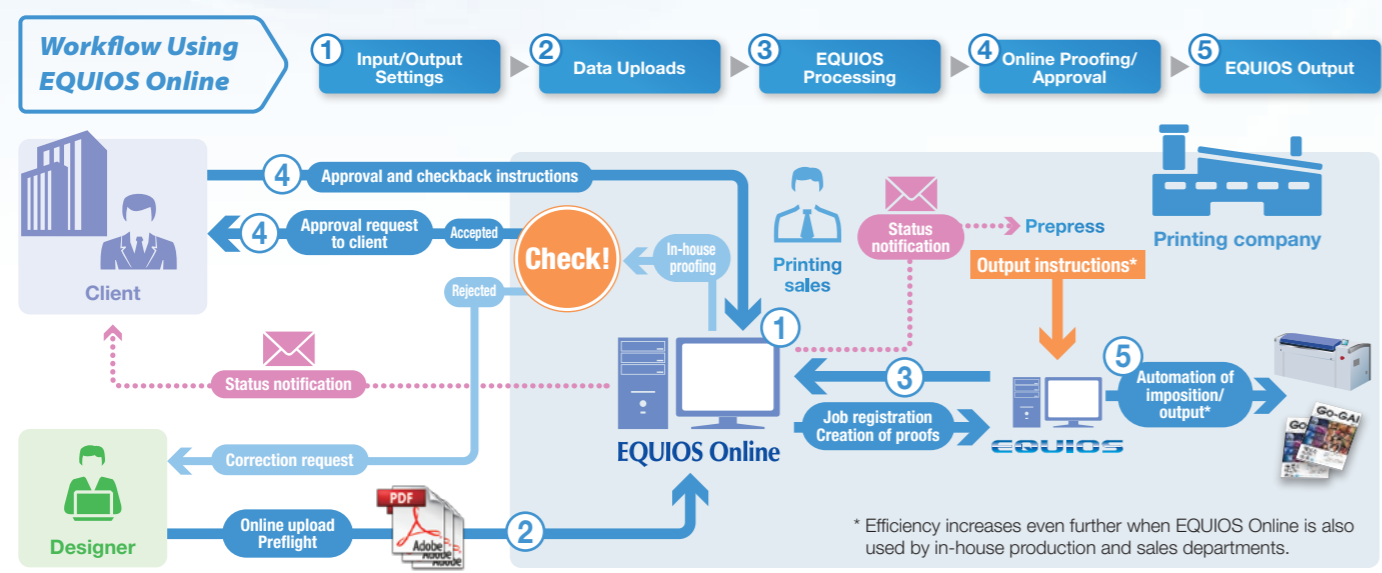 Workflow Using
EQUIOS Online
1
Input/Output
Settings
2
Data Uploads
3
EQUIOS
Processing
4
Online Proofing/
Approval
5
EQUIOS Output
4
Approval and checkback instructions
4
Approval request
to client
Accepted
Check!
In-house
proofing
Rejected
Client
Printing
sales
Status
notification
Prepress
Printing company
Output instructions*
1
Status notification
3
5
Automation of
imposition/
output*
Job registration
Creation of proofs
EQUIOS Online
EQUIOS
GO-GA!
GO
Correction request
Designer
Online upload
Preflight
PDF
Adobe
2
* Efficiency increases even further when EQUIOS Online is also
used by in-house production and sales departments.